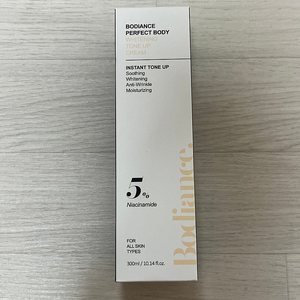 BODIANCE
PERFECT BODY
WHITENING
TONE UP
CREAM
INSTANT TONE UP
Soothing
Whitening
Anti-Wrinkle
Moisturizing
5%
Niacinamide
FOR
ALL SKIN
TYPES
300ml / 10.14 fl.oz.
Bodiance.